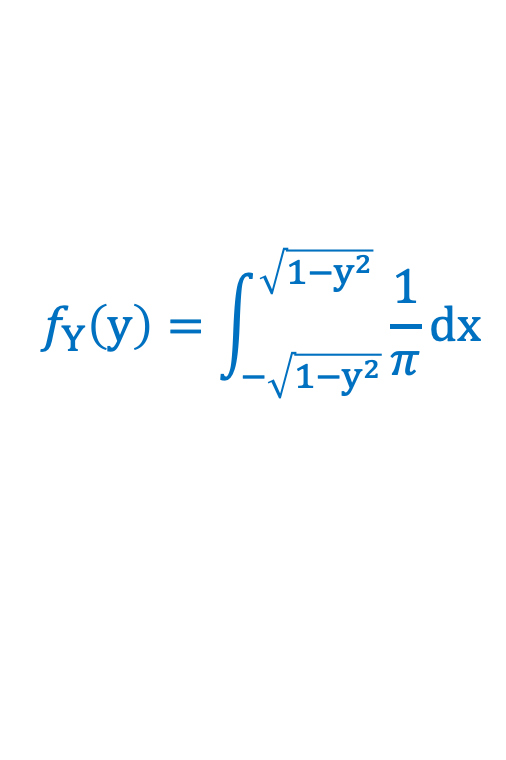 f_Y(y) = ∫_{-√(1-y²)}^{√(1-y²)} 1/π dx